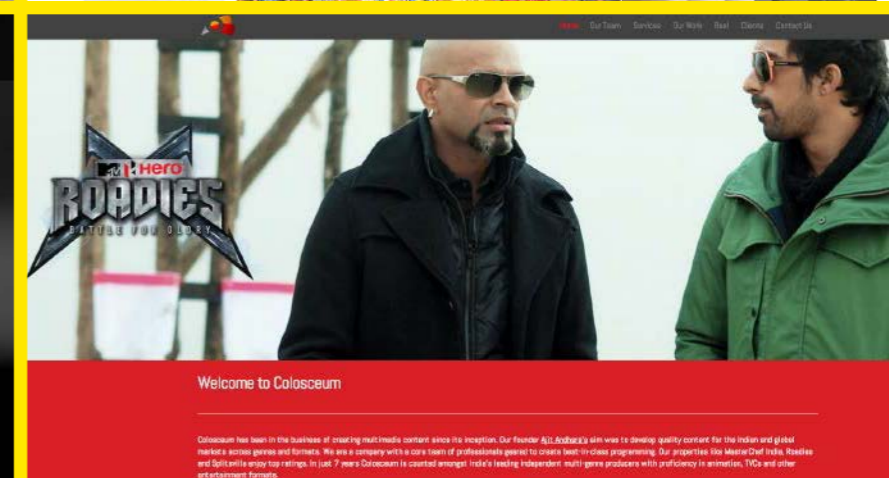 Home Our Team Services Our Work Reel Clients Contact Us
MTV Hero
ROADIES
BATTLE FOR GLORY
Welcome to Colosceum
Colosceum has been in the business of creating multimedia content since its inception. Our founder Ajit Andhare's aim was to develop quality content for the Indian and global
markets across genres and formats. We are a company with a core team of professionals geared to create best-in-class programming. Our properties like MasterChef India, Roadies
and Splitsvilla enjoy top ratings. In just 7 years Colosceum is counted amongst India's leading independent multi-genre producers with proficiency in animation, TVCs and other
entertainment formats.